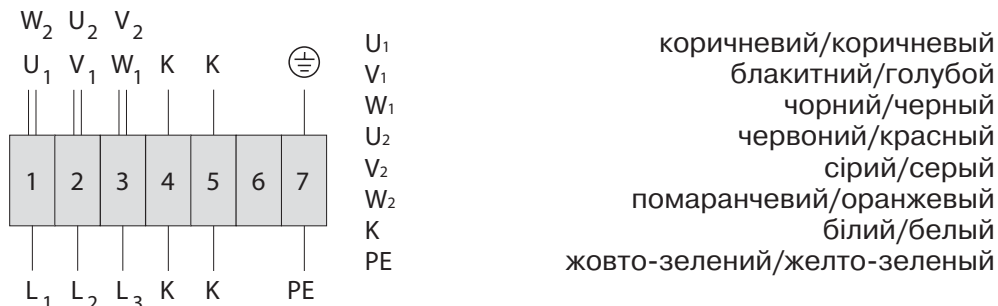 W2 U2 V2
U1 V1 W1 K K
1 2 3 4 5 6 7
L1 L2 L3 K K PE
U1 коричневий/коричневый
V1 блакитний/голубой
W1 чорний/черный
U2 червоний/красный
V2 сірий/серый
W2 помаранчевий/оранжевый
K білий/белый
PE жовто-зелений/желто-зеленый